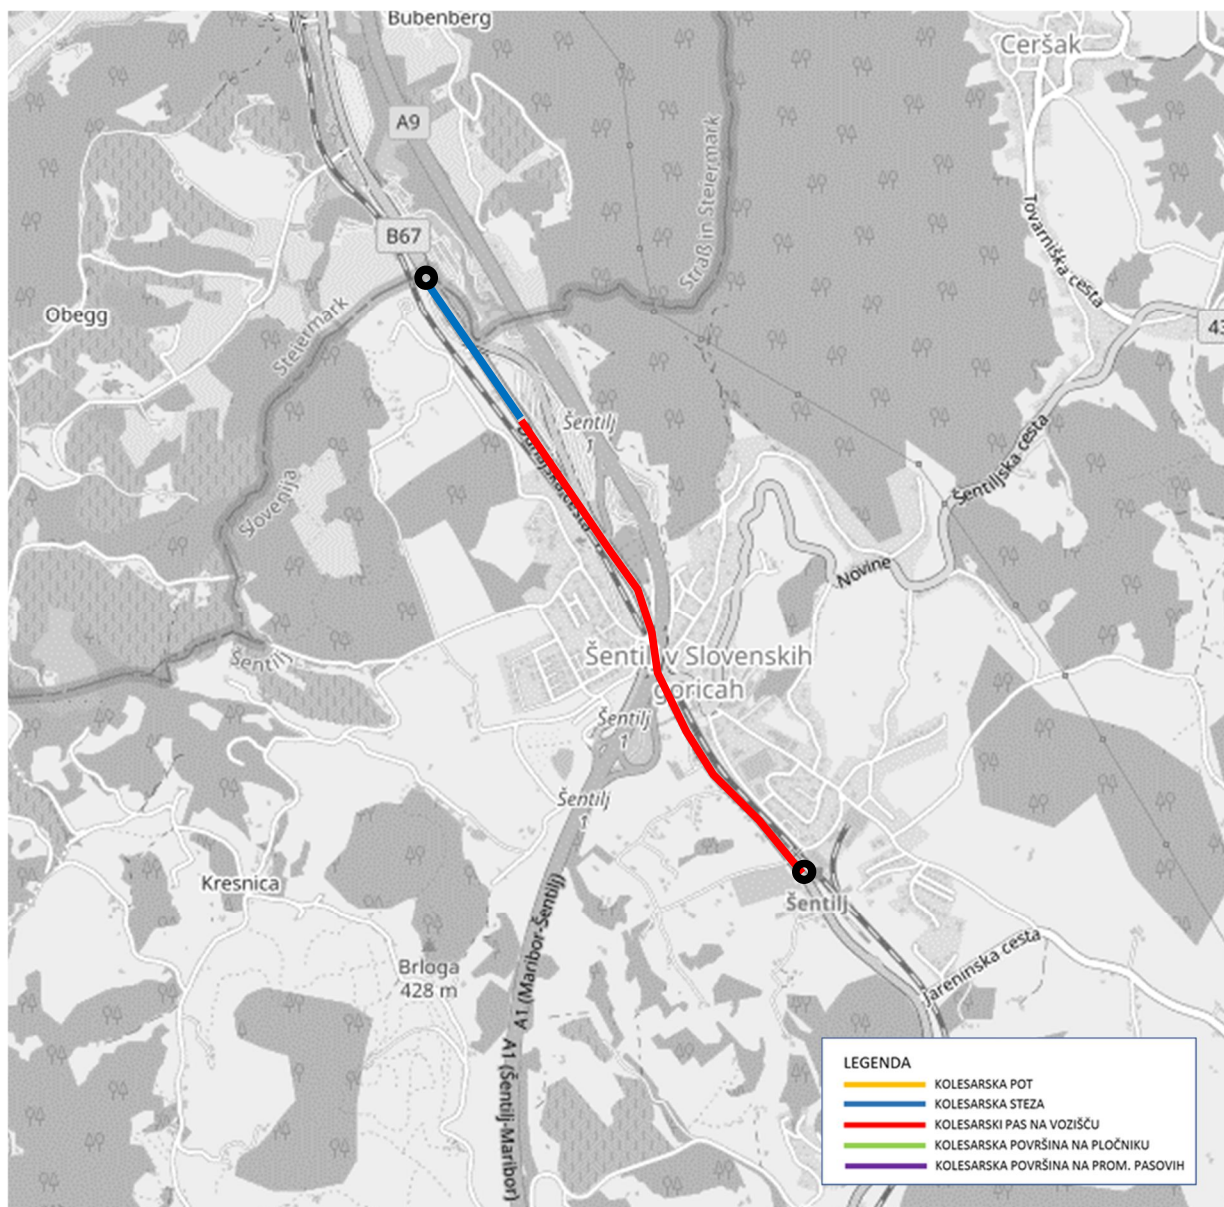 Bubenberg
Ceršak
A9
Straß in Steiermark
Tovarniška cesta
B67
Obegg
Steiermark
43
Šentilj
1
Šentiljska cesta
Slovenija
Novine
Šentilj v Slovenskih
goricah
Šentilj
Šentilj
1
Šentilj
1
Kresnica
Šentilj
A1 (Maribor-Šentilj)
Jareninska cesta
Brloga
428 m
A1 (Šentilj-Maribor)
LEGENDA
KOLESARSKA POT
KOLESARSKA STEZA
KOLESARSKI PAS NA VOZIŠČU
KOLESARSKA POVRŠINA NA PLOČNIKU
KOLESARSKA POVRŠINA NA PROM. PASOVIH